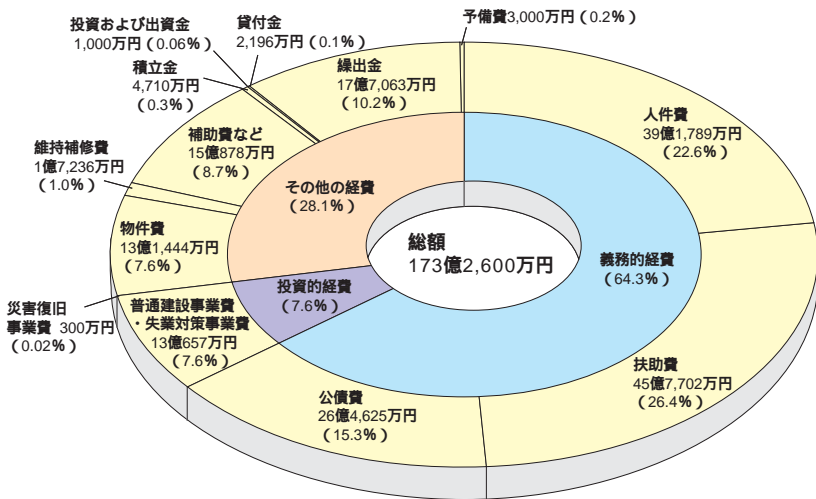 予備費3,000万円(0.2%)
人件費
39億1,789万円
(22.6%)
扶助費
45億7,702万円
(26.4%)
公債費
26億4,625万円
(15.3%)
普通建設事業費
・失業対策事業費
13億657万円
(7.6%)
災害復旧
事業費 300万円
(0.02%)
物件費
13億1,444万円
(7.6%)
維持補修費
1億7,236万円
(1.0%)
補助費など
15億878万円
(8.7%)
積立金
4,710万円
(0.3%)
投資および出資金
1,000万円(0.06%)
貸付金
2,196万円(0.1%)
繰出金
17億7,063万円
(10.2%)
その他の経費
(28.1%)
義務的経費
(64.3%)
投資的経費
(7.6%)
総額
173億2,600万円